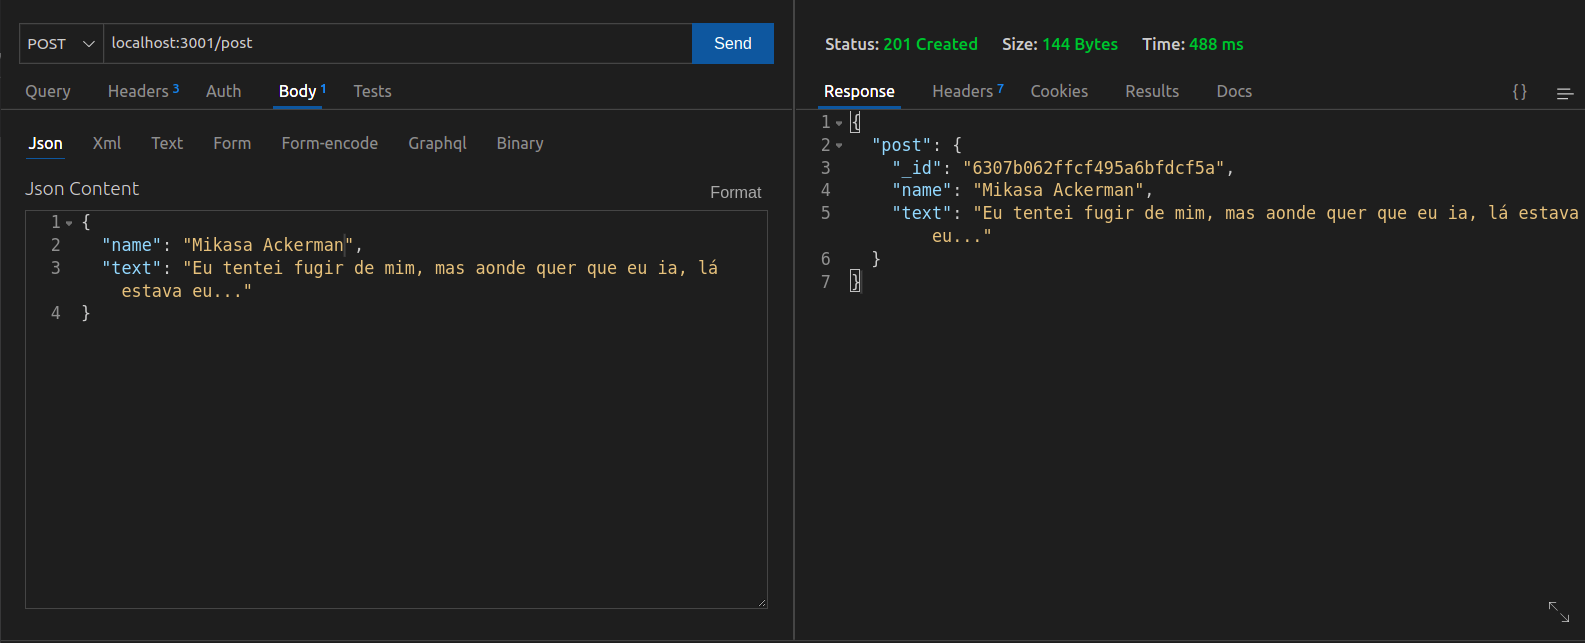 POST localhost:3001/post Send
Query Headers 3 Auth Body 1 Tests
Json Xml Text Form Form-encode Graphql Binary
Json Content Format
1 {
2 "name": "Mikasa Ackerman",
3 "text": "Eu tentei fugir de mim, mas aonde quer que eu ia, lá
estava eu..."
4 }
Status: 201 Created Size: 144 Bytes Time: 488 ms
Response Headers 7 Cookies Results Docs {}
1 {
2 "post": {
3 "_id": "6307b062ffcf495a6bfdcf5a",
4 "name": "Mikasa Ackerman",
5 "text": "Eu tentei fugir de mim, mas aonde quer que eu ia, lá estava
eu..."
6 }
7 }